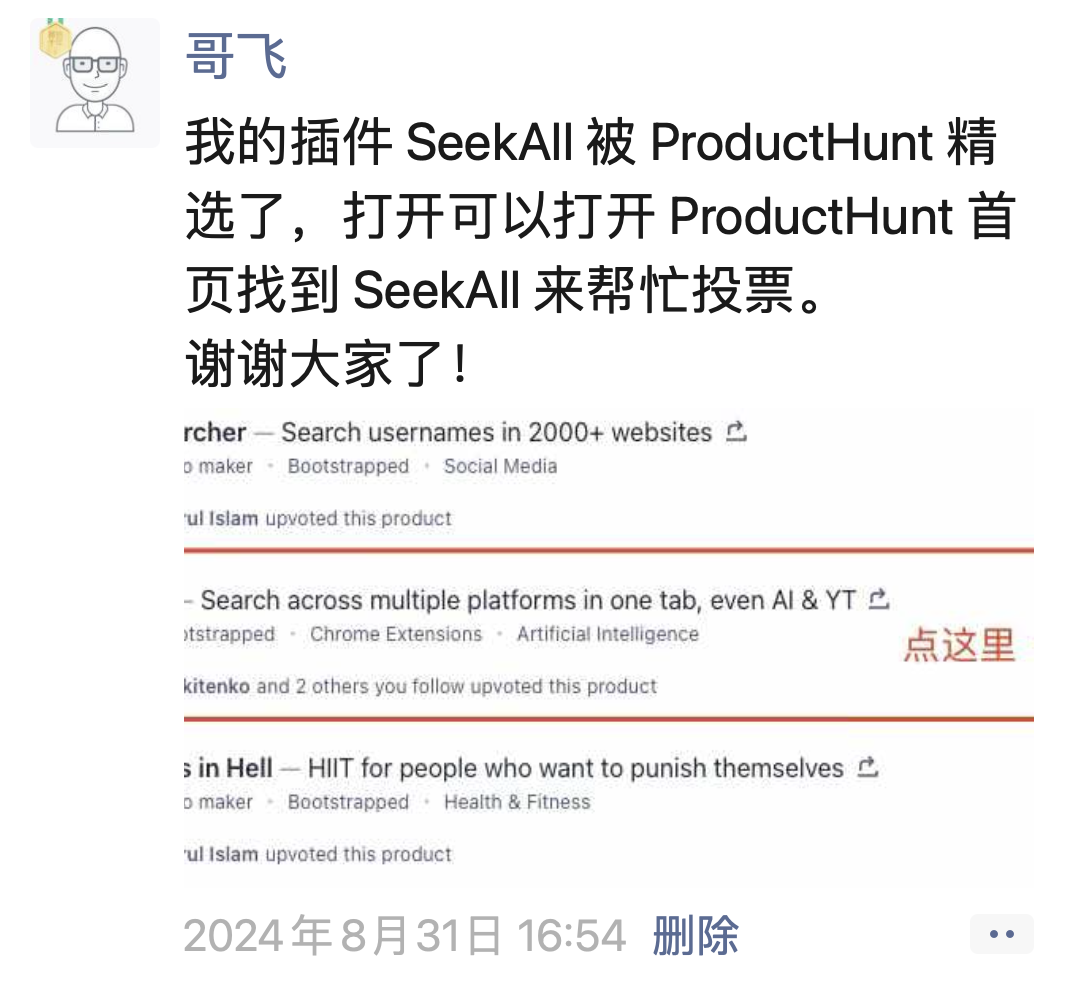 哥飞
我的插件 SeekAll 被 ProductHunt 精
选了，打开可以打开 ProductHunt 首
页找到 SeekAll 来帮忙投票。
谢谢大家了！
rcher — Search usernames in 2000+ websites
o maker · Bootstrapped · Social Media
ul Islam upvoted this product
– Search across multiple platforms in one tab, even AI & YT
otstrapped · Chrome Extensions · Artificial Intelligence
点这里
kitenko and 2 others you follow upvoted this product
s in Hell — HIIT for people who want to punish themselves
o maker · Bootstrapped · Health & Fitness
ul Islam upvoted this product
2024年8月31日 16:54 删除